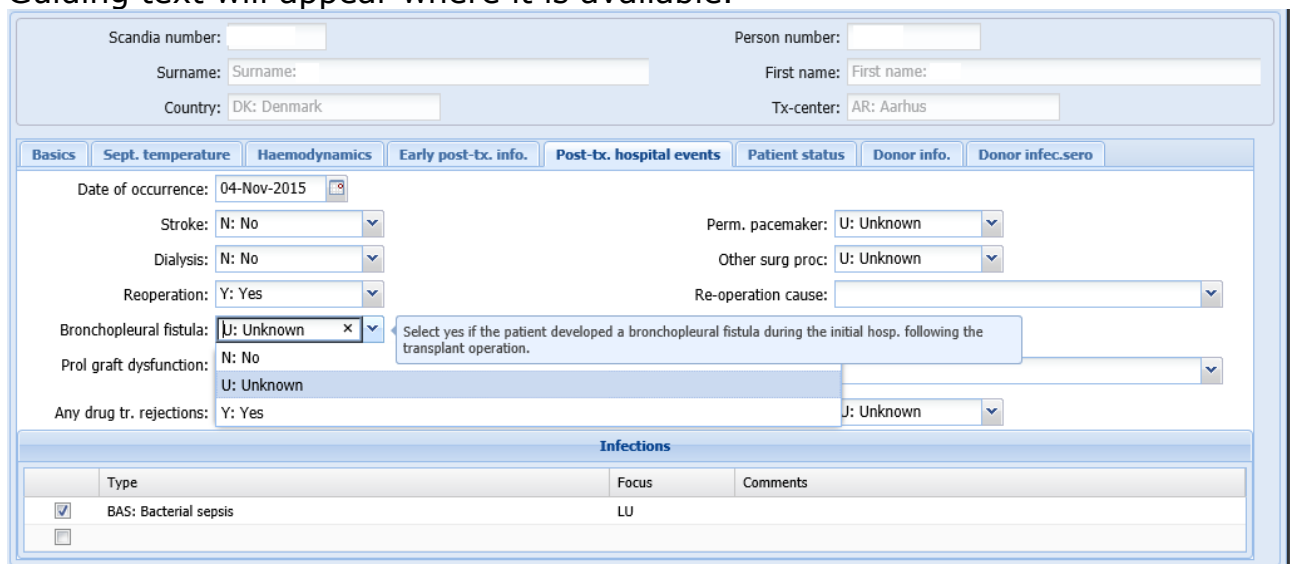 Guiding text will appear where it is available.
Scandia number: Person number:
Surname: Surname: First name: First name:
Country: DK: Denmark Tx-center: AR: Aarhus
Basics Sept. temperature Haemodynamics Early post-tx. info. Post-tx. hospital events Patient status Donor info. Donor infec.sero
Date of occurrence: 04-Nov-2015
Stroke: N: No Perm. pacemaker: U: Unknown
Dialysis: N: No Other surg proc: U: Unknown
Reoperation: Y: Yes Re-operation cause:
Bronchopleural fistula: U: Unknown Select yes if the patient developed a bronchopleural fistula during the initial hosp. following the
transplant operation.
Prol graft dysfunction: N: No
U: Unknown
Any drug tr. rejections: Y: Yes U: Unknown
Infections
Type Focus Comments
BAS: Bacterial sepsis LU